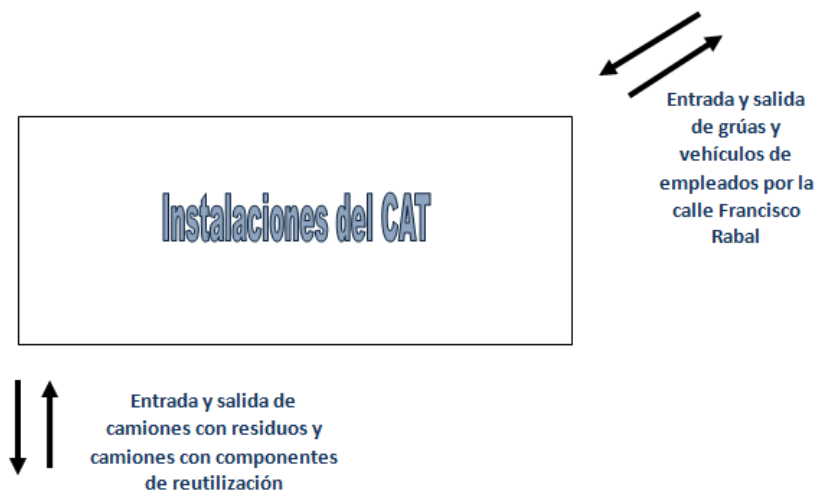 Entrada y salida
de grúas y
vehículos de
empleados por la
calle Francisco
Rabal
Instalaciones del CAT
Entrada y salida de
camiones con residuos y
camiones con componentes
de reutilización